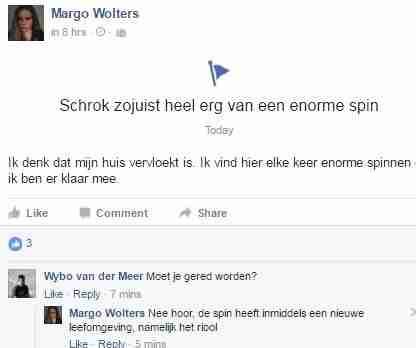 Margo Wolters
in 8 hrs
Schrok zojuist heel erg van een enorme spin
Today
Ik denk dat mijn huis vervloekt is. Ik vind hier elke keer enorme spinnen
ik ben er klaar mee.
Like Comment Share
3
Wybo van der Meer Moet je gered worden?
Like · Reply · 7 mins
Margo Wolters Nee hoor, de spin heeft inmiddels een nieuwe
leefomgeving, namelijk het riool
Like · Reply · 5 mins